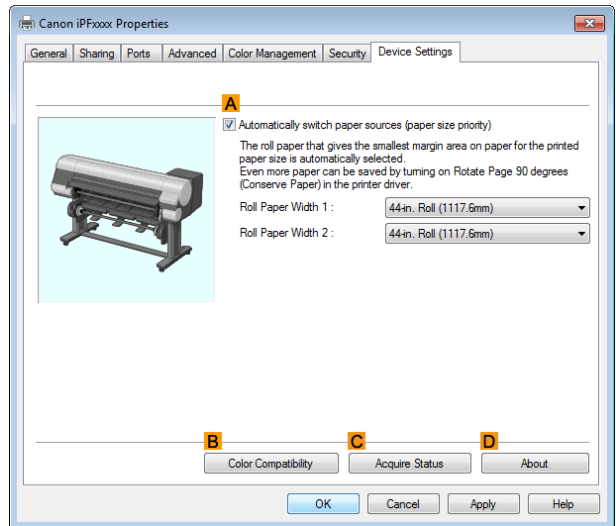 Canon iPFxxxx Properties
General Sharing Ports Advanced Color Management Security Device Settings
A
Automatically switch paper sources (paper size priority)
The roll paper that gives the smallest margin area on paper for the printed
paper size is automatically selected.
Even more paper can be saved by turning on Rotate Page 90 degrees
(Conserve Paper) in the printer driver.
Roll Paper Width 1 : 44-in. Roll (1117.6mm)
Roll Paper Width 2 : 44-in. Roll (1117.6mm)
B C D
Color Compatibility Acquire Status About
OK Cancel Apply Help